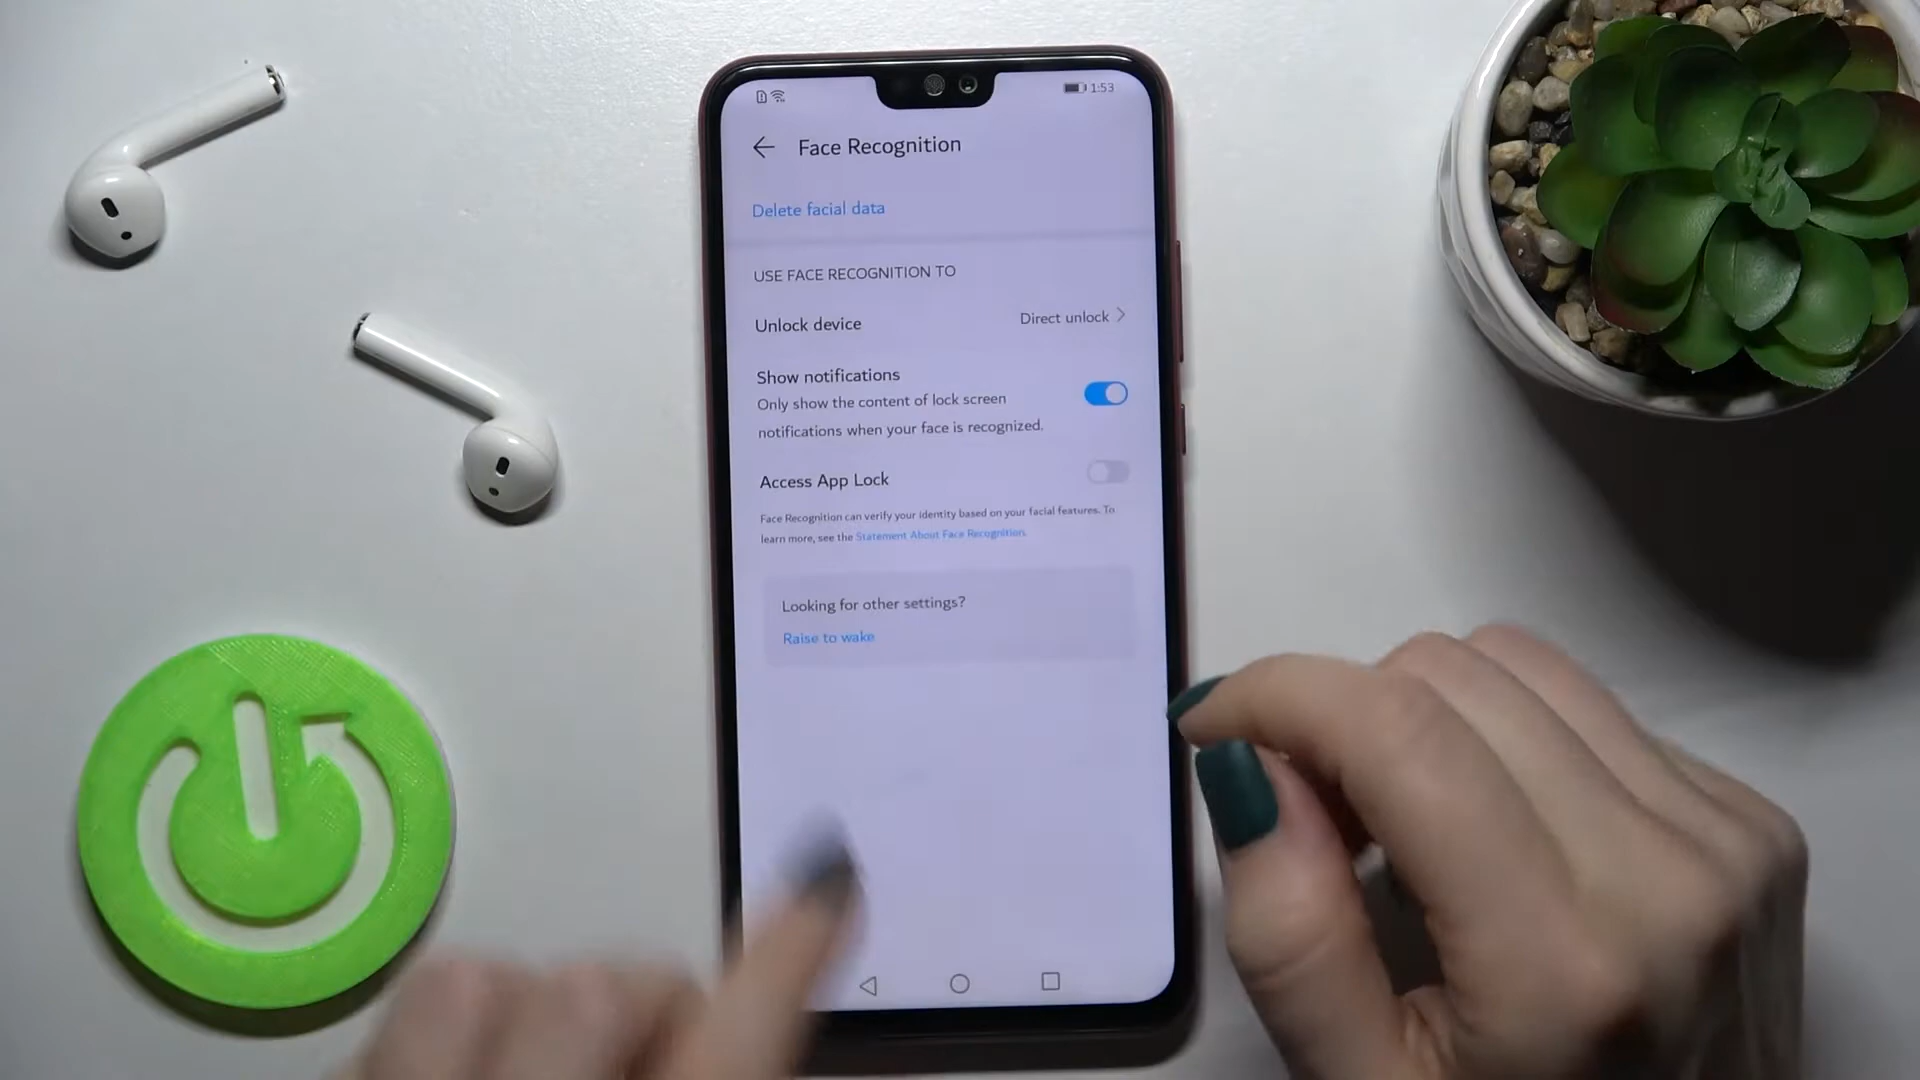 1:53
Face Recognition
Delete facial data
USE FACE RECOGNITION TO
Unlock device
Direct unlock
Show notifications
Only show the content of lock screen
notifications when your face is recognized.
Access App Lock
Face Recognition can verify your identity based on your facial features. To
learn more, see the Statement About Face Recognition.
Looking for other settings?
Raise to wake